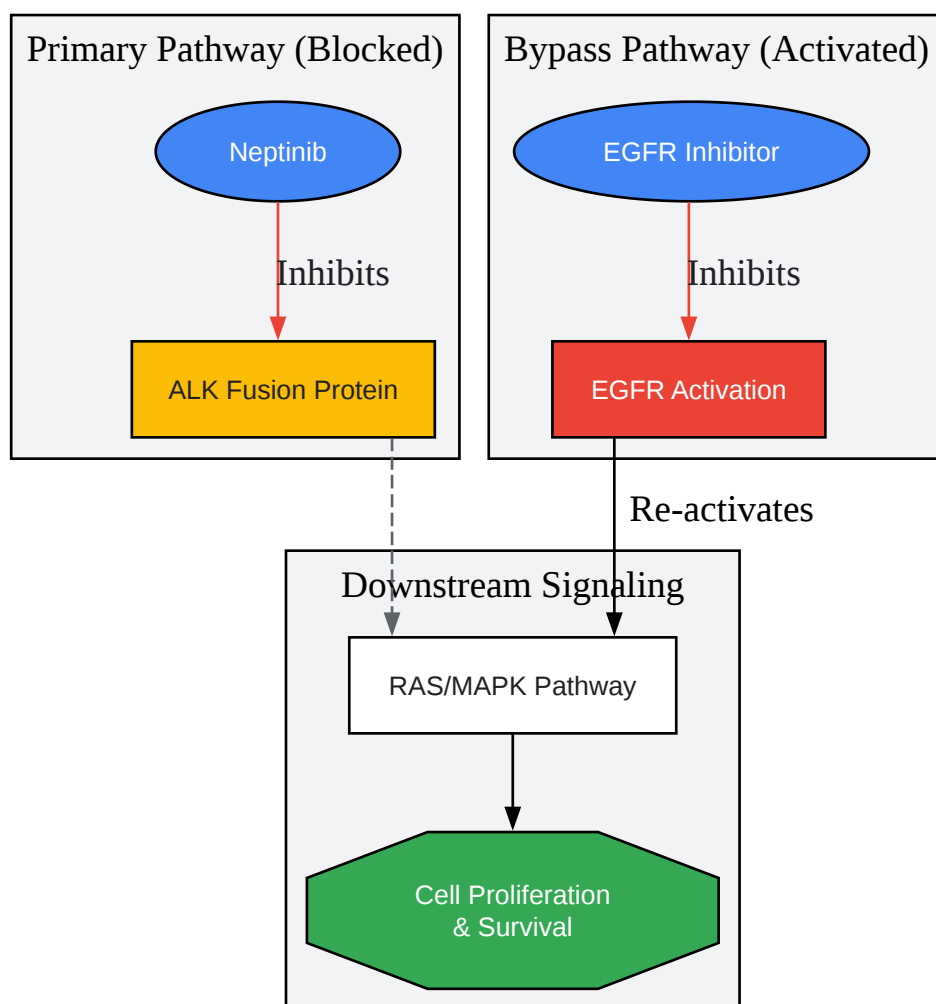 Primary Pathway (Blocked)
Bypass Pathway (Activated)
Neptinib
EGFR Inhibitor
Inhibits
Inhibits
ALK Fusion Protein
EGFR Activation
Re-activates
Downstream Signaling
RAS/MAPK Pathway
Cell Proliferation
& Survival